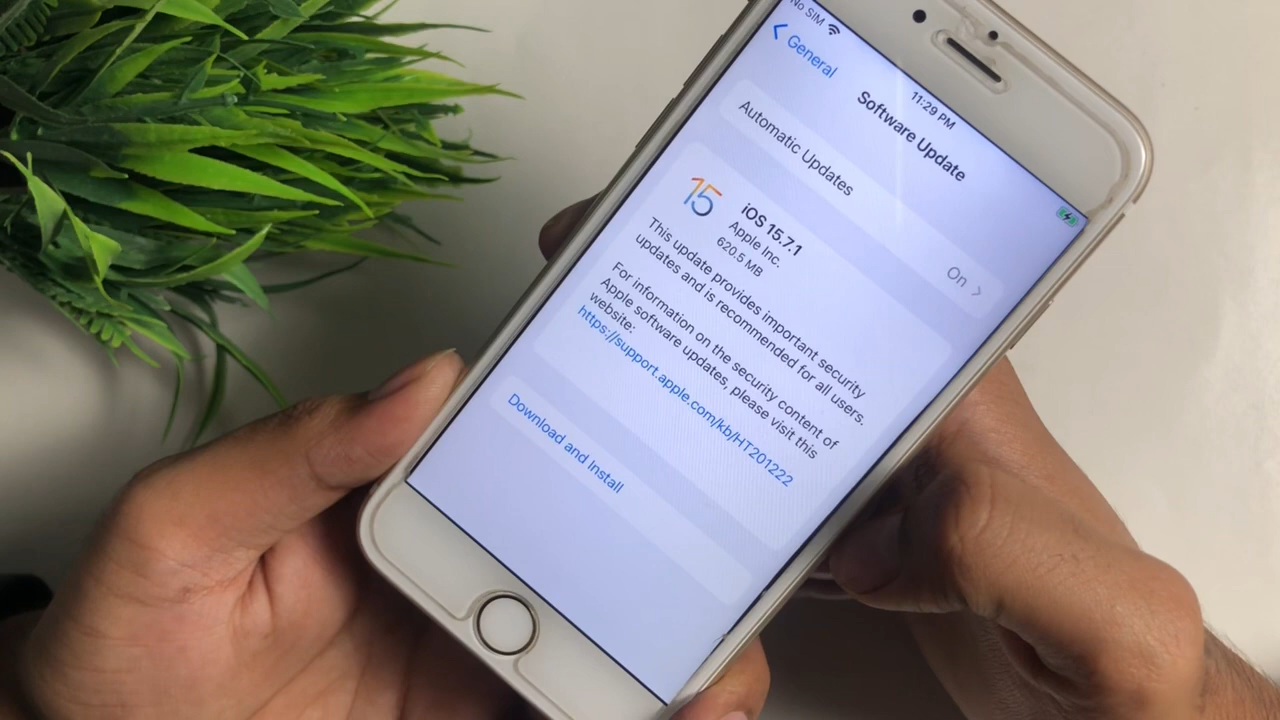 No SIM
11:29 PM
General
Software Update
Automatic Updates
On
15
iOS 15.7.1
Apple Inc.
620.5 MB
This update provides important security
updates and is recommended for all users.
For information on the security content of
Apple software updates, please visit this
website:
https://support.apple.com/kb/HT201222
Download and Install